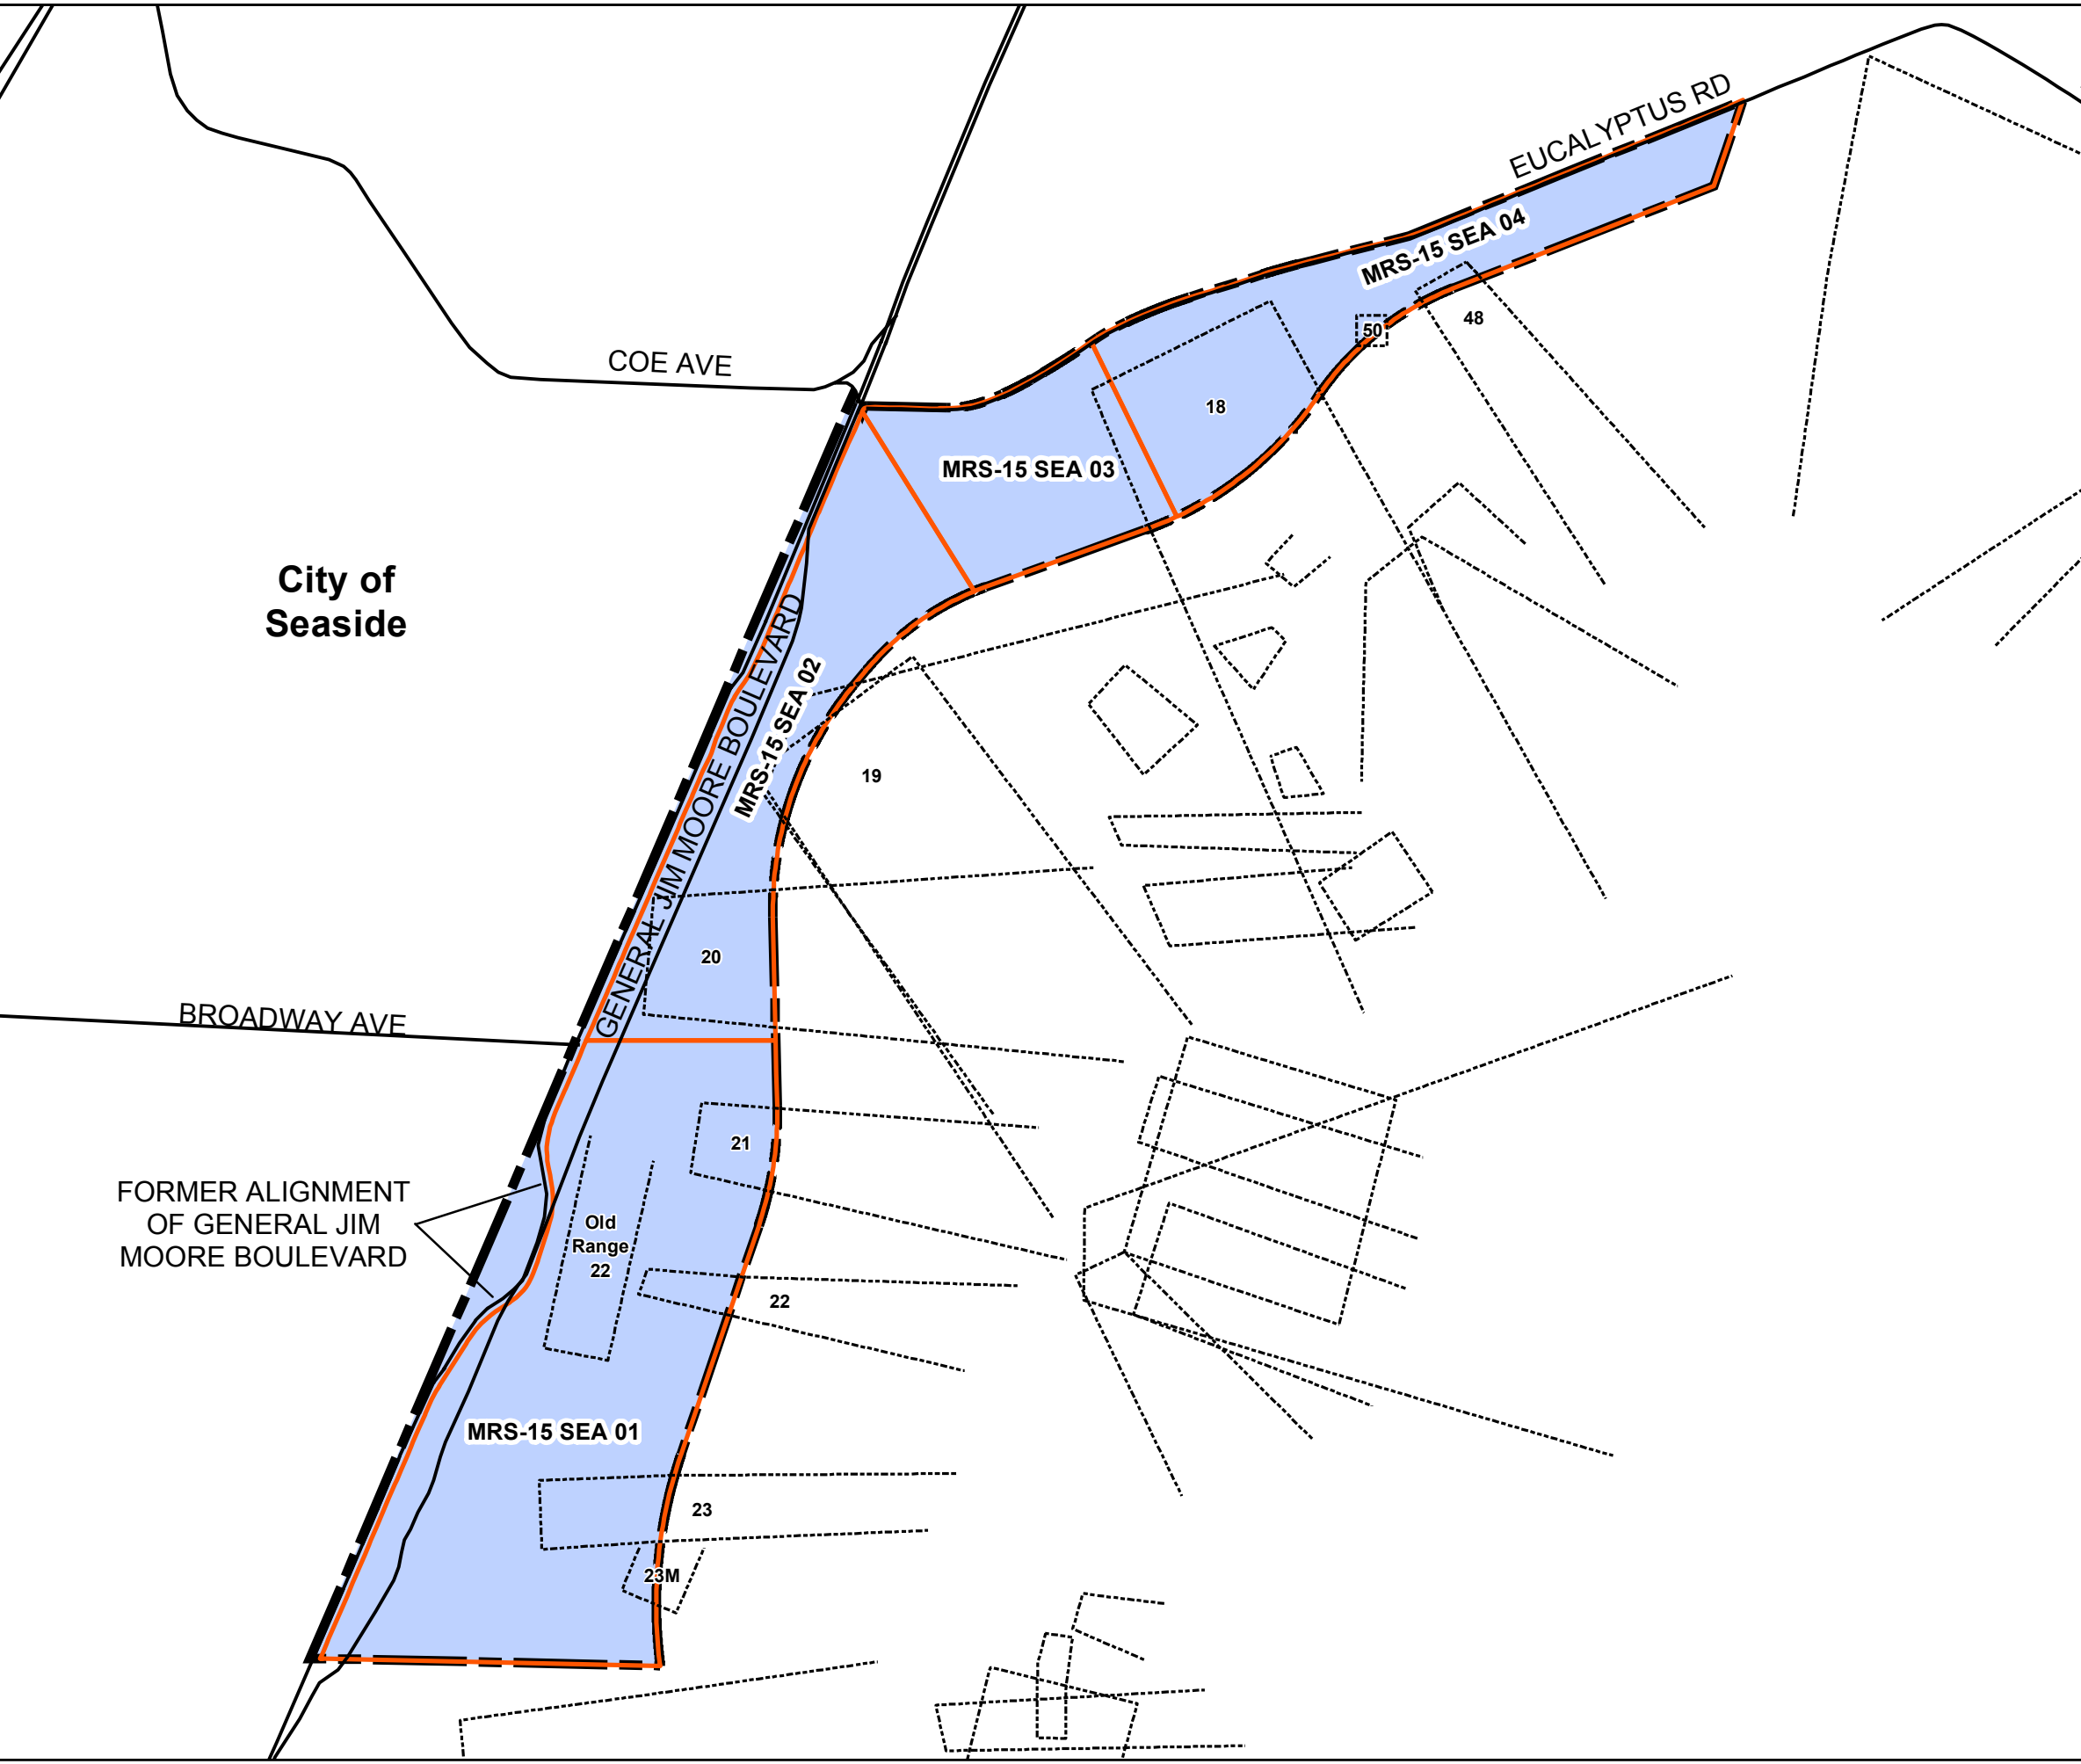 EUCALYPTUS RD
MRS-15 SEA 04
48
50
COE AVE
18
MRS-15 SEA 03
City of
Seaside
GENERAL JIM MOORE BOULEVARD
MRS-15 SEA 02
19
20
BROADWAY AVE
21
FORMER ALIGNMENT
OF GENERAL JIM
MOORE BOULEVARD
Old
Range
22
22
MRS-15 SEA 01
23
23M